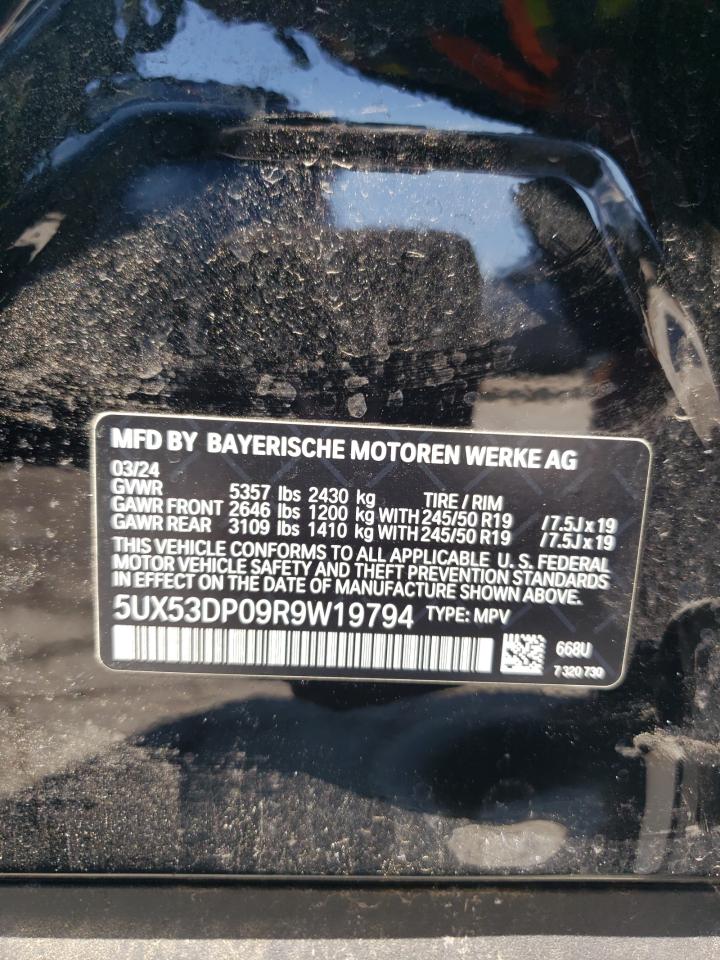 MFD BY BAYERISCHE MOTOREN WERKE AG
03/24
GVWR 5357 lbs 2430 kg TIRE / RIM
GAWR FRONT 2646 lbs 1200 kg WITH 245/50 R19 /7.5J x 19
GAWR REAR 3109 lbs 1410 kg WITH 245/50 R19 /7.5J x 19
THIS VEHICLE CONFORMS TO ALL APPLICABLE U. S. FEDERAL
MOTOR VEHICLE SAFETY AND THEFT PREVENTION STANDARDS
IN EFFECT ON THE DATE OF MANUFACTURE SHOWN ABOVE.
5UX53DP09R9W19794 TYPE: MPV
668U
7 320 730